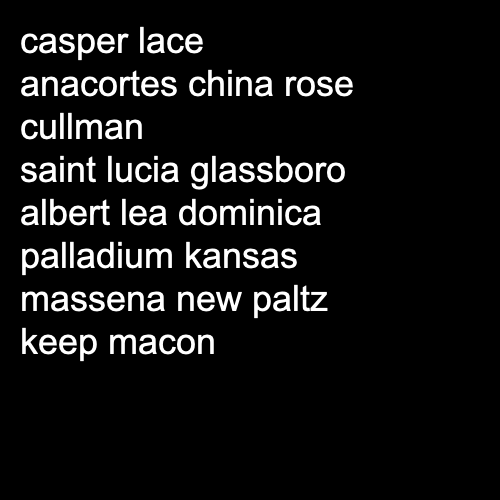 casper lace
anacortes china rose
cullman
saint lucia glassboro
albert lea dominica
palladium kansas
massena new paltz
keep macon